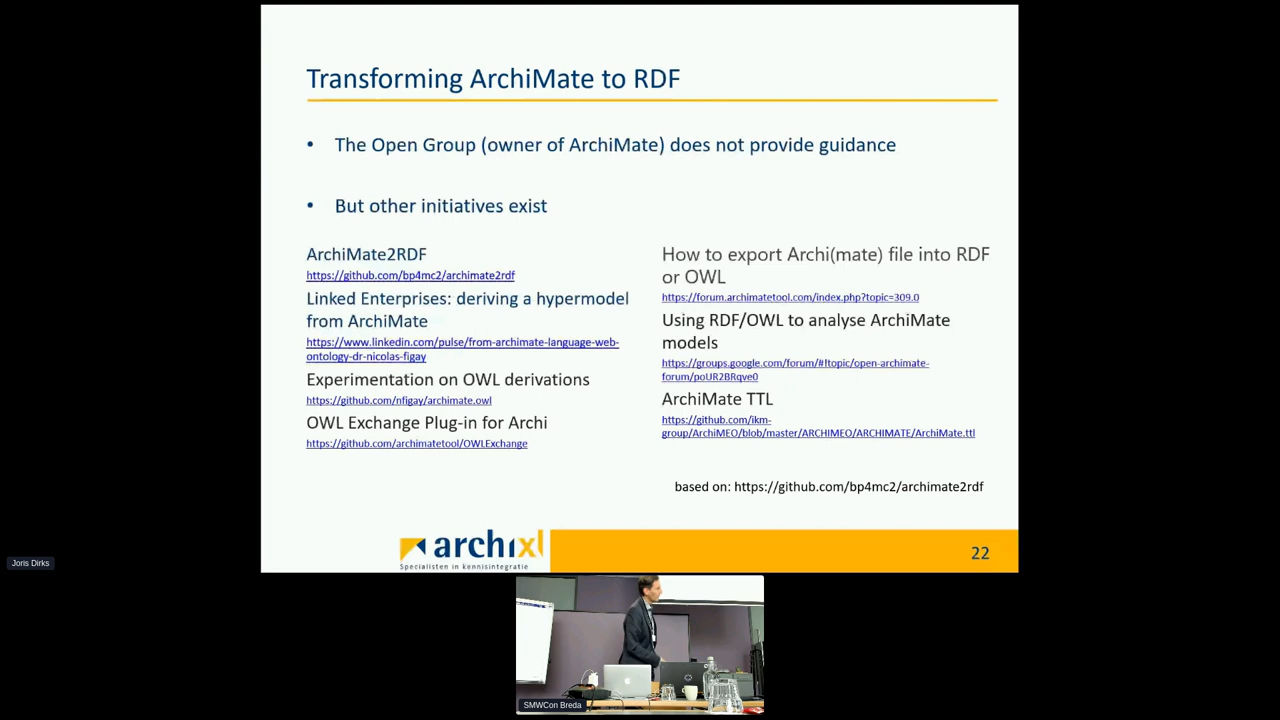 Transforming ArchiMate to RDF
• The Open Group (owner of ArchiMate) does not provide guidance
• But other initiatives exist
ArchiMate2RDF
https://github.com/bp4mc2/archimate2rdf
Linked Enterprises: deriving a hypermodel
from ArchiMate
https://www.linkedin.com/pulse/from-archimate-language-web-
ontology-dr-nicolas-figay
Experimentation on OWL derivations
https://github.com/nfigay/archimate.owl
OWL Exchange Plug-in for Archi
https://github.com/archimatetool/OWLExchange
How to export Archi(mate) file into RDF
or OWL
https://forum.archimatetool.com/index.php?topic=309.0
Using RDF/OWL to analyse ArchiMate
models
https://groups.google.com/forum/#!topic/open-archimate-
forum/poUR2BRqve0
ArchiMate TTL
https://github.com/ikm-
group/ArchiMEO/blob/master/ARCHIMEO/ARCHIMATE/ArchiMate.ttl
based on: https://github.com/bp4mc2/archimate2rdf
archixl
Specialisten in kennisintegratie
22
Joris Dirks
SMWCon Breda